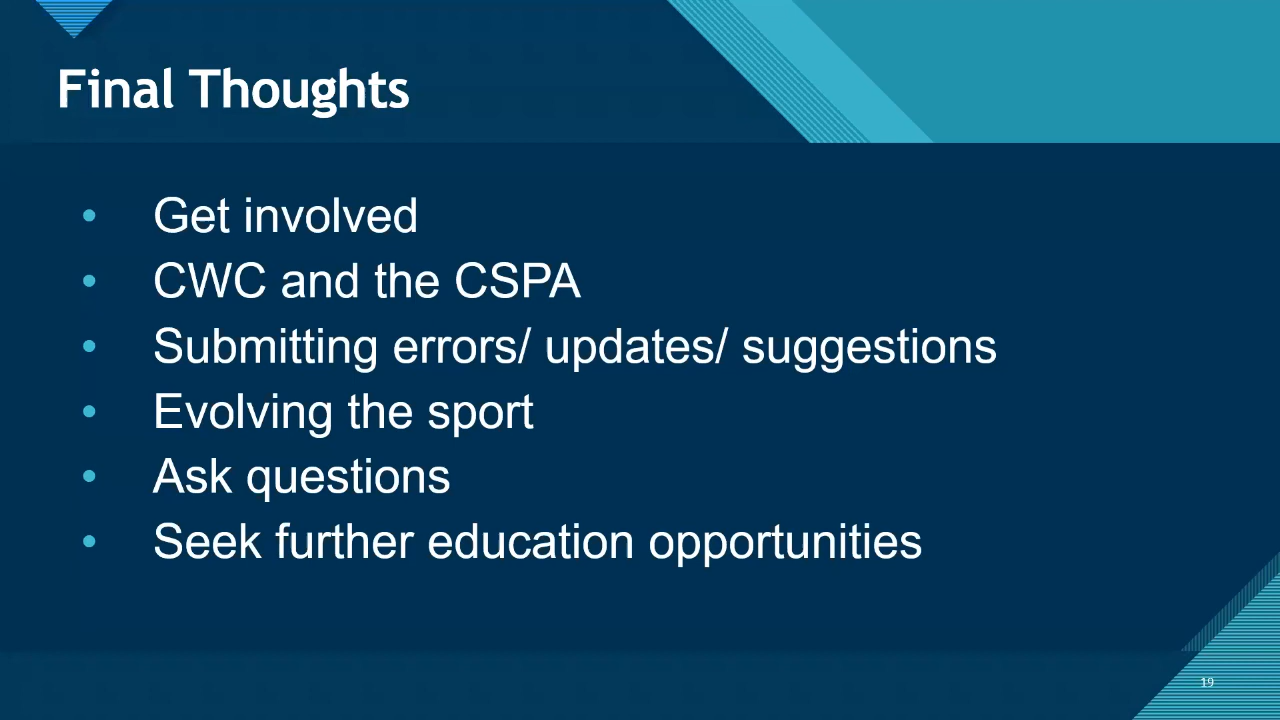 Final Thoughts
• Get involved
• CWC and the CSPA
• Submitting errors/ updates/ suggestions
• Evolving the sport
• Ask questions
• Seek further education opportunities
19